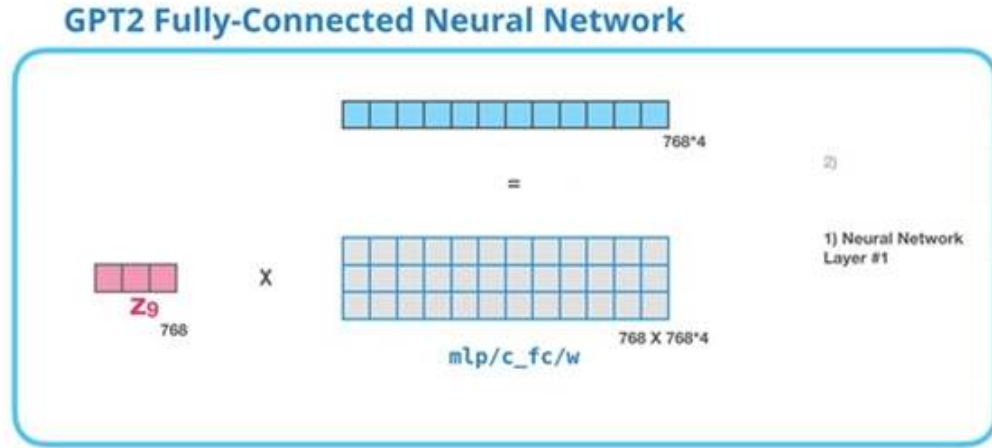 GPT2 Fully-Connected Neural Network
768*4
2)
=
1) Neural Network
Layer #1
X
Z9
768
768 X 768*4
mlp/c_fc/w